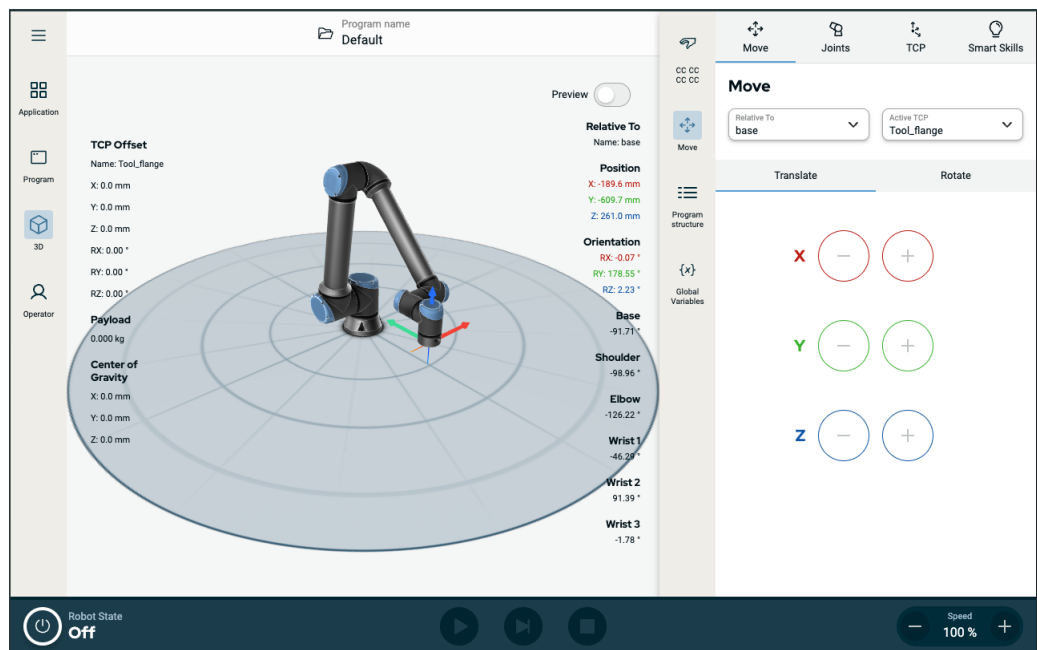 Program name
Default
Application
Program
3D
Operator
TCP Offset
Name: Tool_flange
X: 0.0 mm
Y: 0.0 mm
Z: 0.0 mm
RX: 0.00 °
RY: 0.00 °
RZ: 0.00 °
Payload
0.000 kg
Center of
Gravity
X: 0.0 mm
Y: 0.0 mm
Z: 0.0 mm
Preview
Relative To
Name: base
Position
X: -189.6 mm
Y: -609.7 mm
Z: 261.0 mm
Orientation
RX: -0.07 °
RY: 178.55 °
RZ: 2.23 °
Base
-91.71 °
Shoulder
-98.96 °
Elbow
-126.22 °
Wrist 1
-46.29 °
Wrist 2
91.39 °
Wrist 3
-1.78 °
CC CC
CC CC
Move
Program
structure
{x}
Global
Variables
Move Joints TCP Smart Skills
Move
Relative To
base
Active TCP
Tool_flange
Translate Rotate
X − +
Y − +
Z − +
Robot State
Off
Speed
− 100 % +